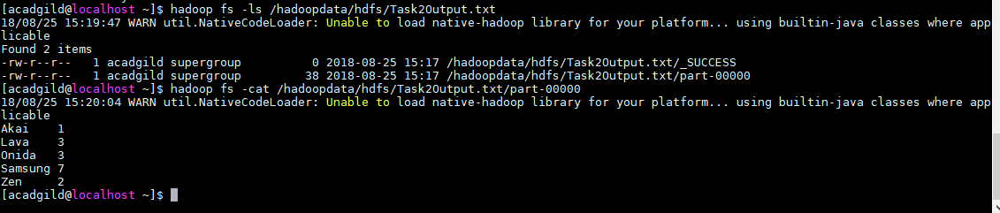 [acadgild@localhost ~]$ hadoop fs -ls /hadoopdata/hdfs/Task2Output.txt
18/08/25 15:19:47 WARN util.NativeCodeLoader: Unable to load native-hadoop library for your platform... using builtin-java classes where app
licable
Found 2 items
-rw-r--r--   1 acadgild supergroup          0 2018-08-25 15:17 /hadoopdata/hdfs/Task2Output.txt/_SUCCESS
-rw-r--r--   1 acadgild supergroup         38 2018-08-25 15:17 /hadoopdata/hdfs/Task2Output.txt/part-00000
[acadgild@localhost ~]$ hadoop fs -cat /hadoopdata/hdfs/Task2Output.txt/part-00000
18/08/25 15:20:04 WARN util.NativeCodeLoader: Unable to load native-hadoop library for your platform... using builtin-java classes where app
licable
Akai    1
Lava    3
Onida   3
Samsung 7
Zen     2
[acadgild@localhost ~]$